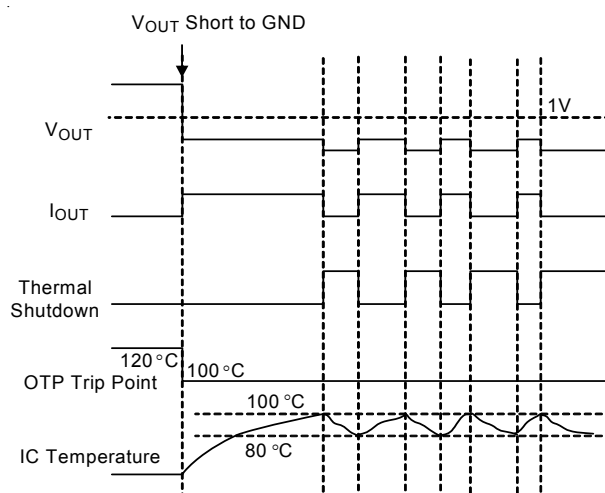 VOUT Short to GND
1V
VOUT
IOUT
Thermal
Shutdown
120 °C
100 °C
OTP Trip Point
100 °C
80 °C
IC Temperature